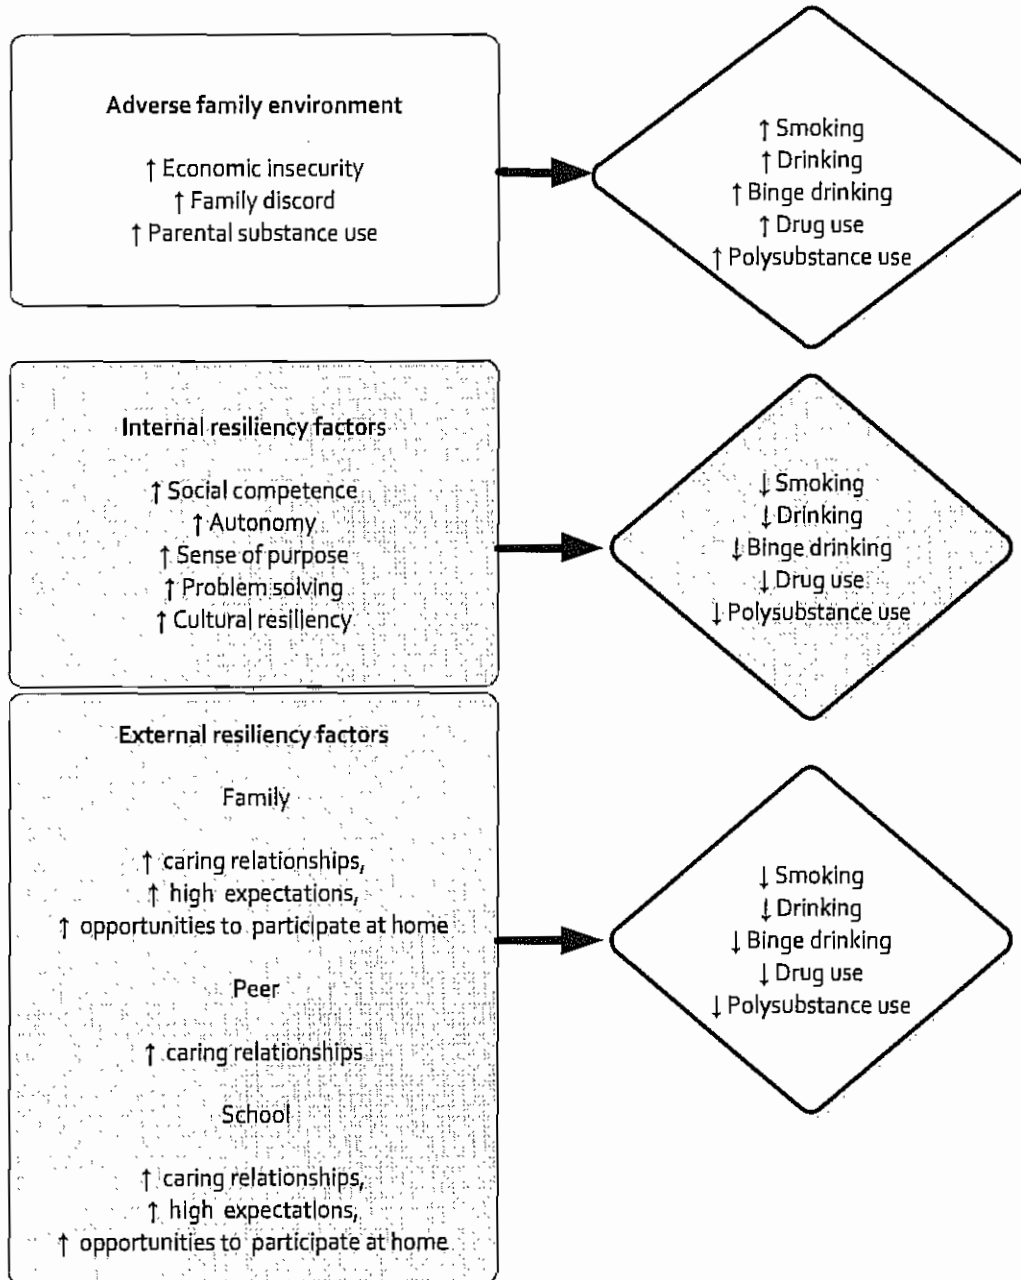 Adverse family environment
↑ Economic insecurity
↑ Family discord
↑ Parental substance use
↑ Smoking
↑ Drinking
↑ Binge drinking
↑ Drug use
↑ Polysubstance use
Internal resiliency factors
↑ Social competence
↑ Autonomy
↑ Sense of purpose
↑ Problem solving
↑ Cultural resiliency
↓ Smoking
↓ Drinking
↓ Binge drinking
↓ Drug use
↓ Polysubstance use
External resiliency factors
Family
↑ caring relationships,
↑ high expectations,
↑ opportunities to participate at home
Peer
↑ caring relationships
School
↑ caring relationships,
↑ high expectations,
↑ opportunities to participate at home
↓ Smoking
↓ Drinking
↓ Binge drinking
↓ Drug use
↓ Polysubstance use